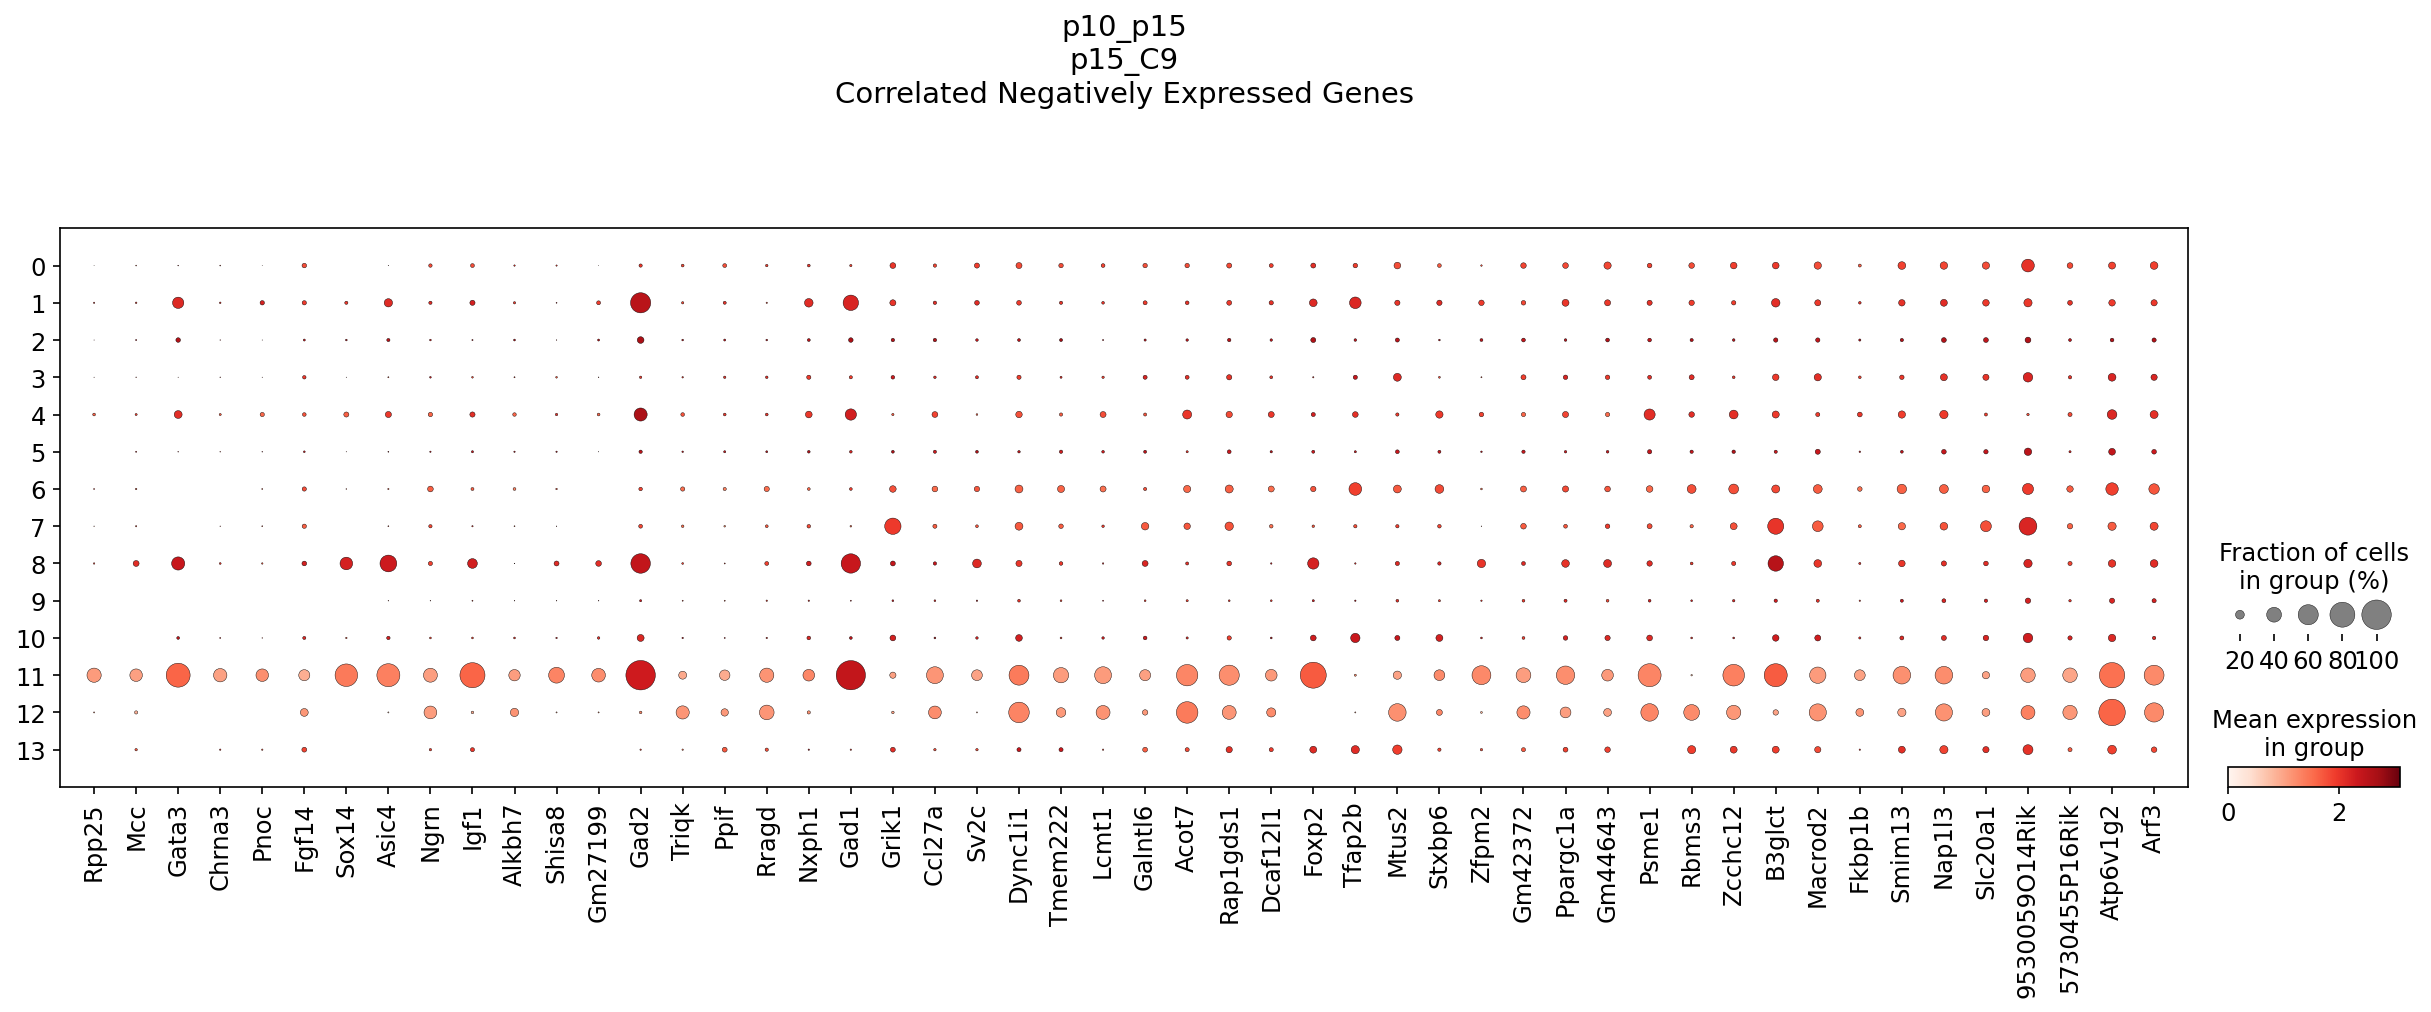 p10_p15
p15_C9
Correlated Negatively Expressed Genes
0
1
2
3
4
5
6
7
8
9
10
11
12
13
Rpp25
Mcc
Gata3
Chrna3
Pnoc
Fgf14
Sox14
Asic4
Ngrn
Igf1
Alkbh7
Shisa8
Gm27199
Gad2
Triqk
Ppif
Rragd
Nxph1
Gad1
Grik1
Ccl27a
Sv2c
Dync1i1
Tmem222
Lcmt1
Galntl6
Acot7
Rap1gds1
Dcaf12l1
Foxp2
Tfap2b
Mtus2
Stxbp6
Zfpm2
Gm42372
Ppargc1a
Gm44643
Psme1
Rbms3
Zcchc12
B3glct
Macrod2
Fkbp1b
Smim13
Nap1l3
Slc20a1
9530059O14Rik
5730455P16Rik
Atp6v1g2
Arf3
Fraction of cells
in group (%)
20 40 60 80 100
Mean expression
in group
0 2